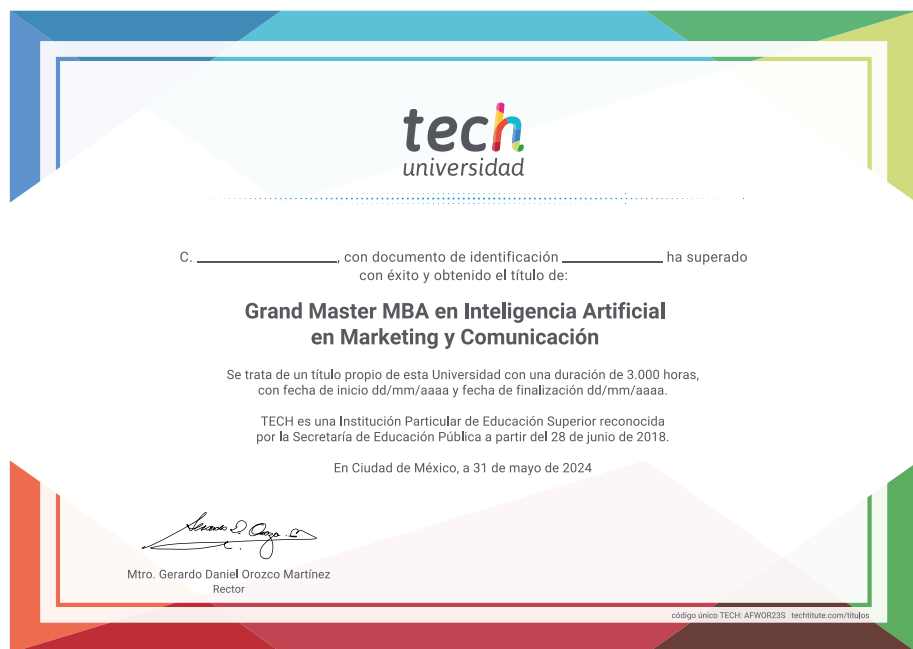 tech
universidad
C. ____________________, con documento de identificación ______________ ha superado
con éxito y obtenido el título de:
Grand Master MBA en Inteligencia Artificial
en Marketing y Comunicación
Se trata de un título propio de esta Universidad con una duración de 3.000 horas,
con fecha de inicio dd/mm/aaaa y fecha de finalización dd/mm/aaaa.
TECH es una Institución Particular de Educación Superior reconocida
por la Secretaría de Educación Pública a partir del 28 de junio de 2018.
En Ciudad de México, a 31 de mayo de 2024
Mtro. Gerardo Daniel Orozco Martínez
Rector
código único TECH: AFWOR23S techtitute.com/titulos